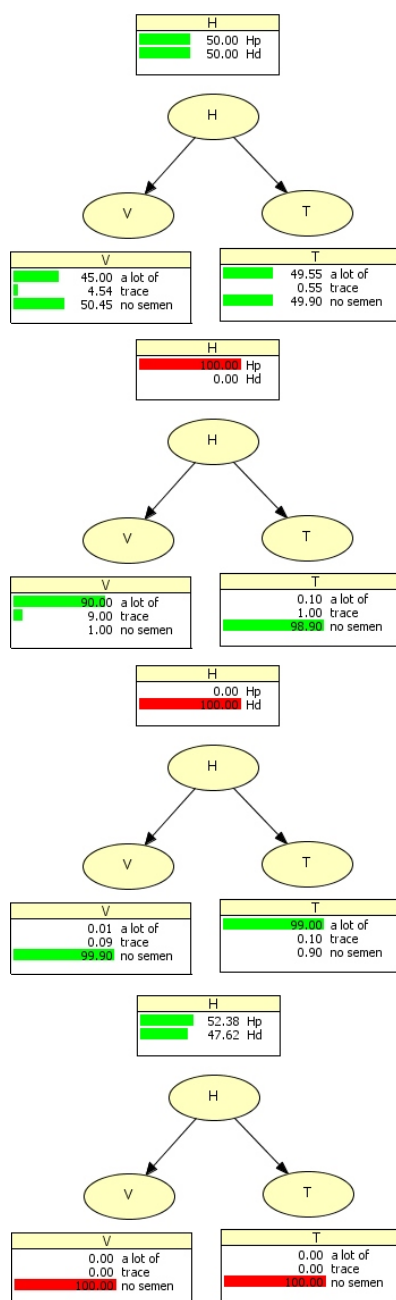 H
50.00 Hp
50.00 Hd
H
V
T
V
45.00 a lot of
4.54 trace
50.45 no semen
T
49.55 a lot of
0.55 trace
49.90 no semen
H
100.00 Hp
0.00 Hd
H
V
T
V
90.00 a lot of
9.00 trace
1.00 no semen
T
0.10 a lot of
1.00 trace
98.90 no semen
H
0.00 Hp
100.00 Hd
H
V
T
V
0.01 a lot of
0.09 trace
99.90 no semen
T
99.00 a lot of
0.10 trace
0.90 no semen
H
52.38 Hp
47.62 Hd
H
V
T
V
0.00 a lot of
0.00 trace
100.00 no semen
T
0.00 a lot of
0.00 trace
100.00 no semen